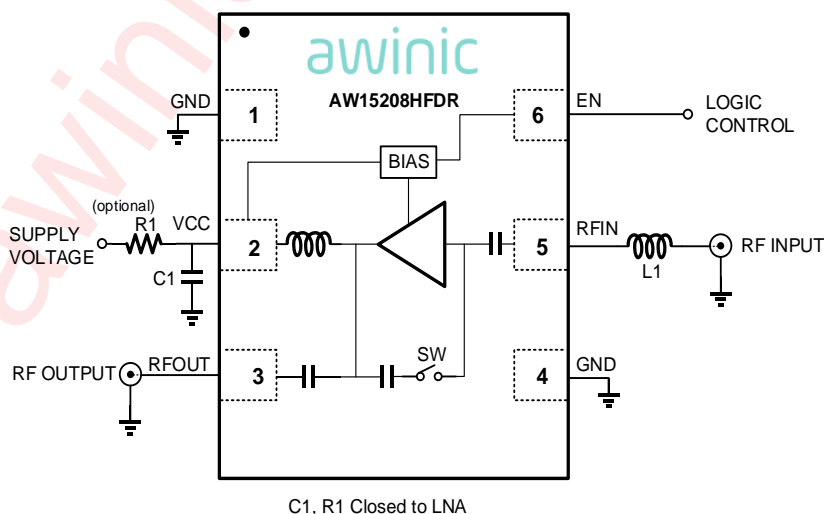 awinic
awinic
AW15208HFDR
GND
1
6
EN
LOGIC
CONTROL
BIAS
(optional)
R1
VCC
SUPPLY
VOLTAGE
C1
2
5
RFIN
L1
RF INPUT
RF OUTPUT
RFOUT
3
SW
4
GND
C1, R1 Closed to LNA